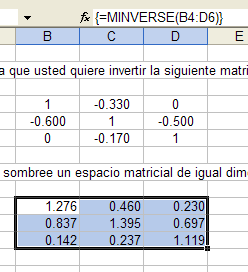 fx {=MINVERSE(B4:D6)}
B C D E
a que usted quiere invertir la siguiente matri
1 -0.330 0
-0.600 1 -0.500
0 -0.170 1
sombree un espacio matricial de igual dim
1.276 0.460 0.230
0.837 1.395 0.697
0.142 0.237 1.119